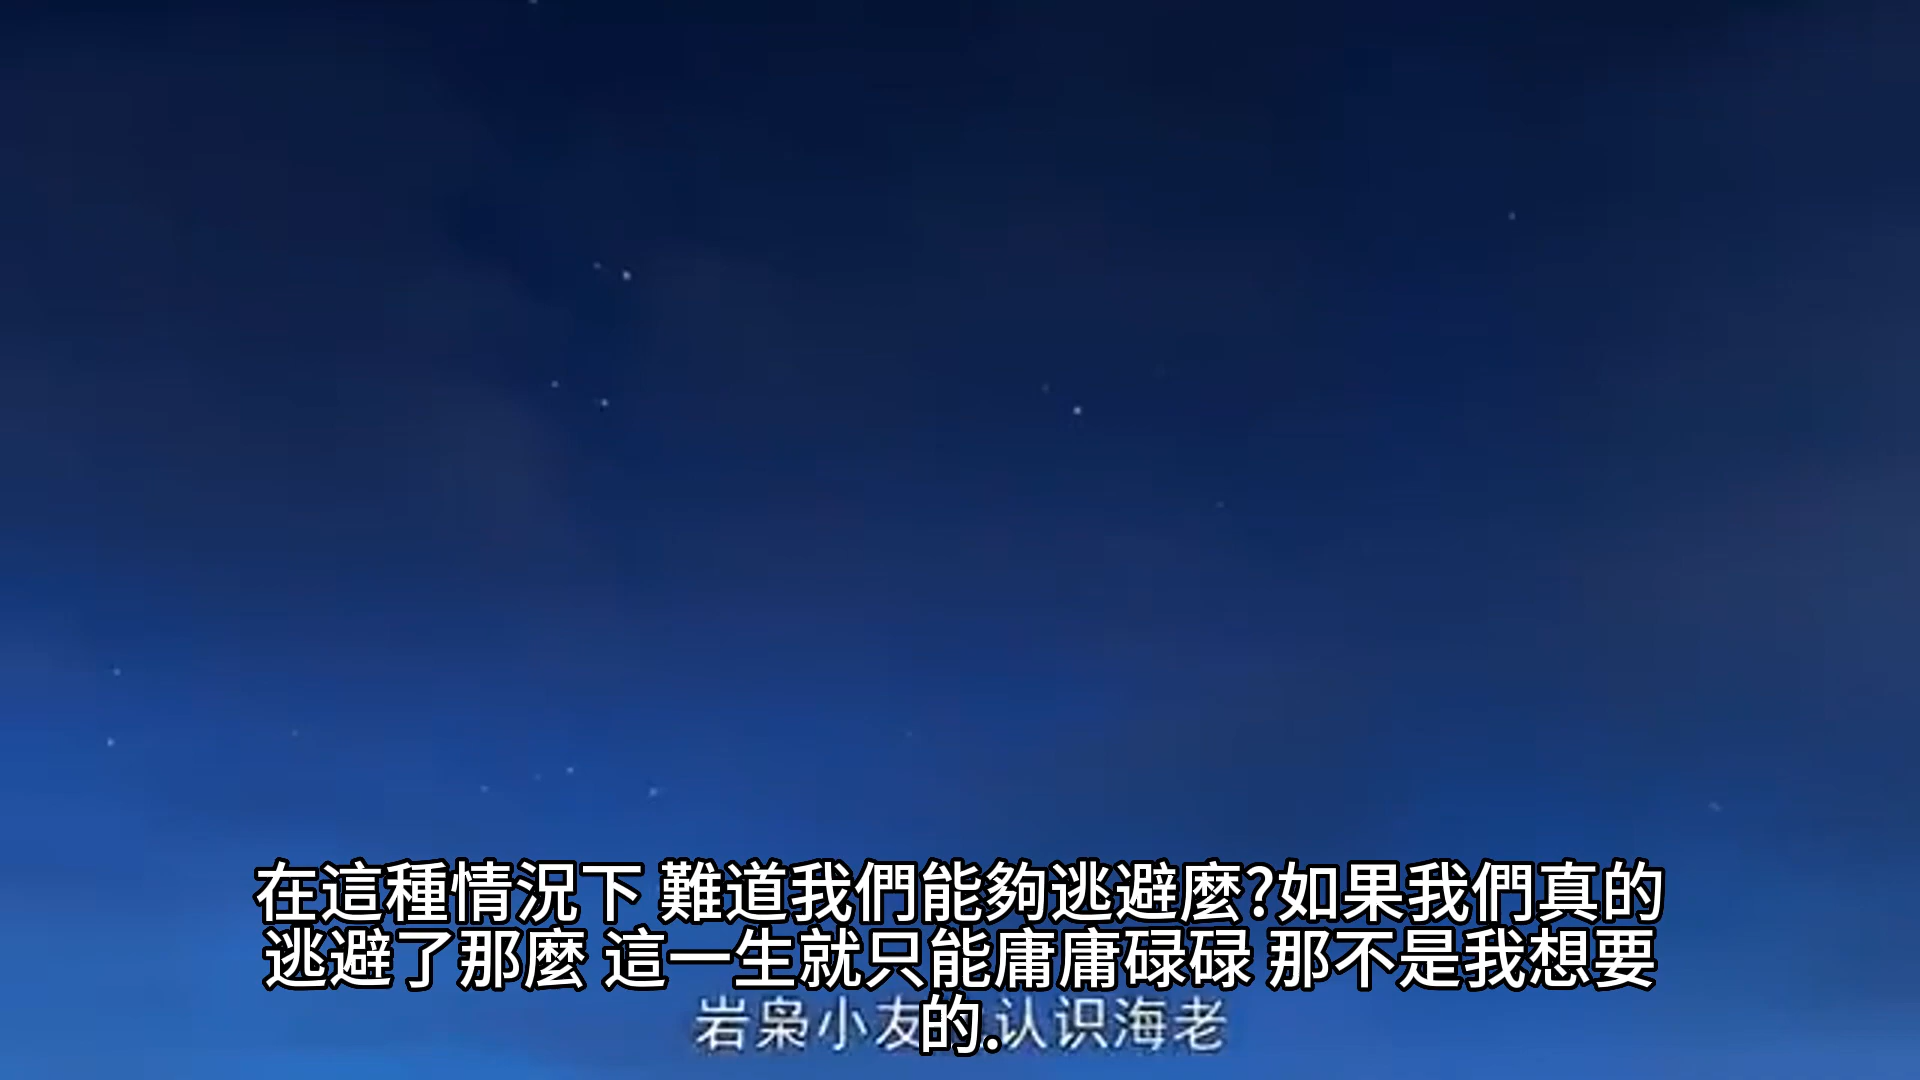 在這種情況下 難道我們能夠逃避麼?如果我們真的
逃避了那麼 這一生就只能庸庸碌碌 那不是我想要
的.
岩枭小友 认识海老